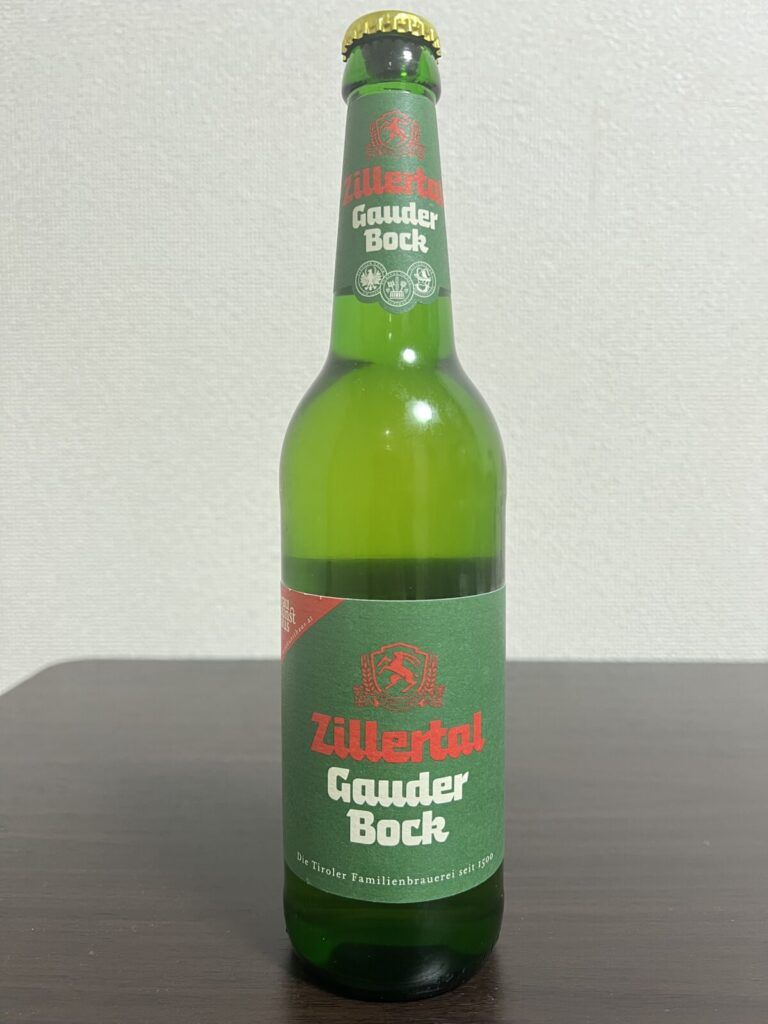 Zillertal
Gauder
Bock
Zillertal
Gauder
Bock
Die Tiroler Familienbrauerei seit 1500